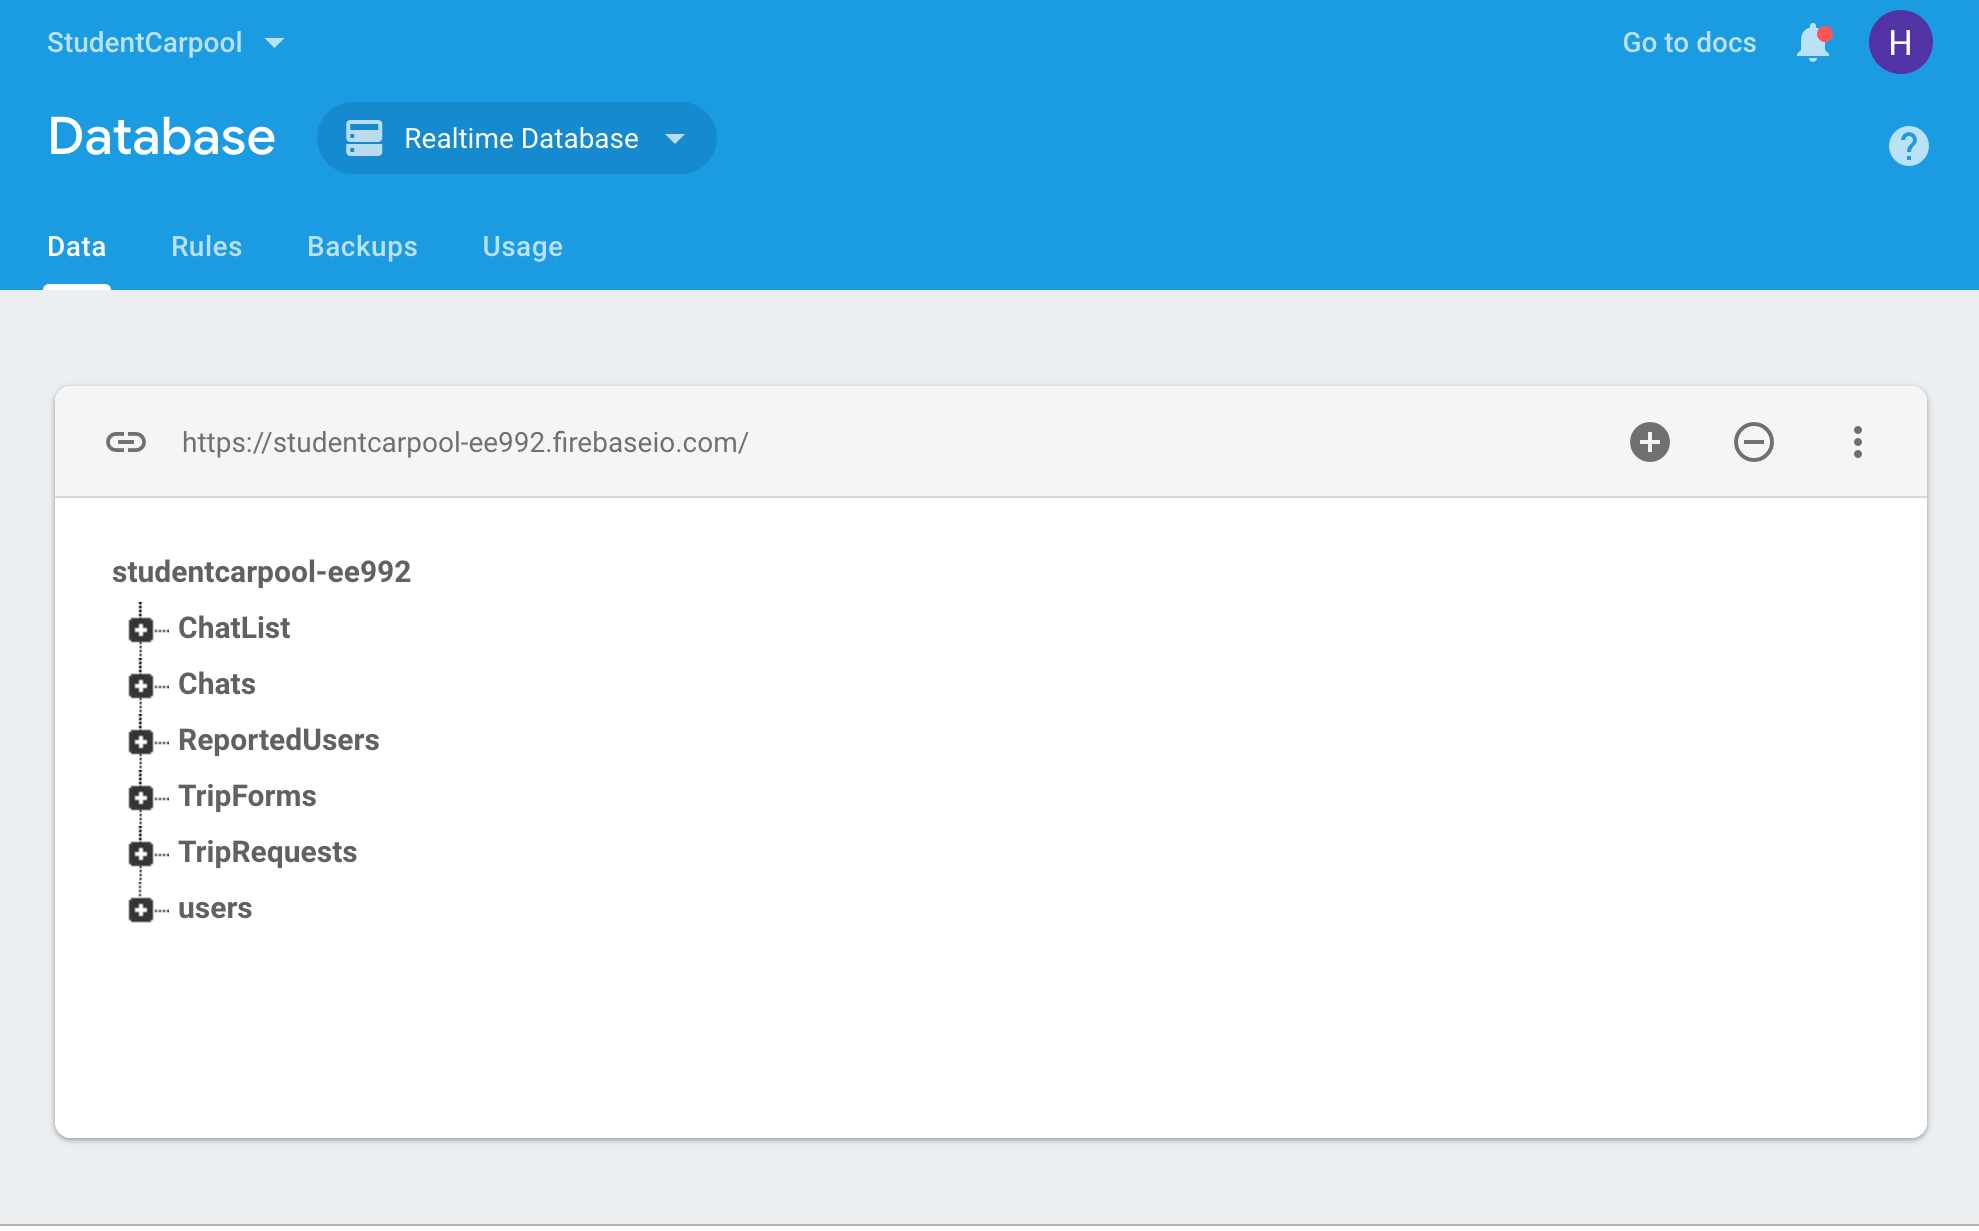 StudentCarpool
Go to docs
H
Database
Realtime Database
?
Data Rules Backups Usage
https://studentcarpool-ee992.firebaseio.com/
studentcarpool-ee992
ChatList
Chats
ReportedUsers
TripForms
TripRequests
users